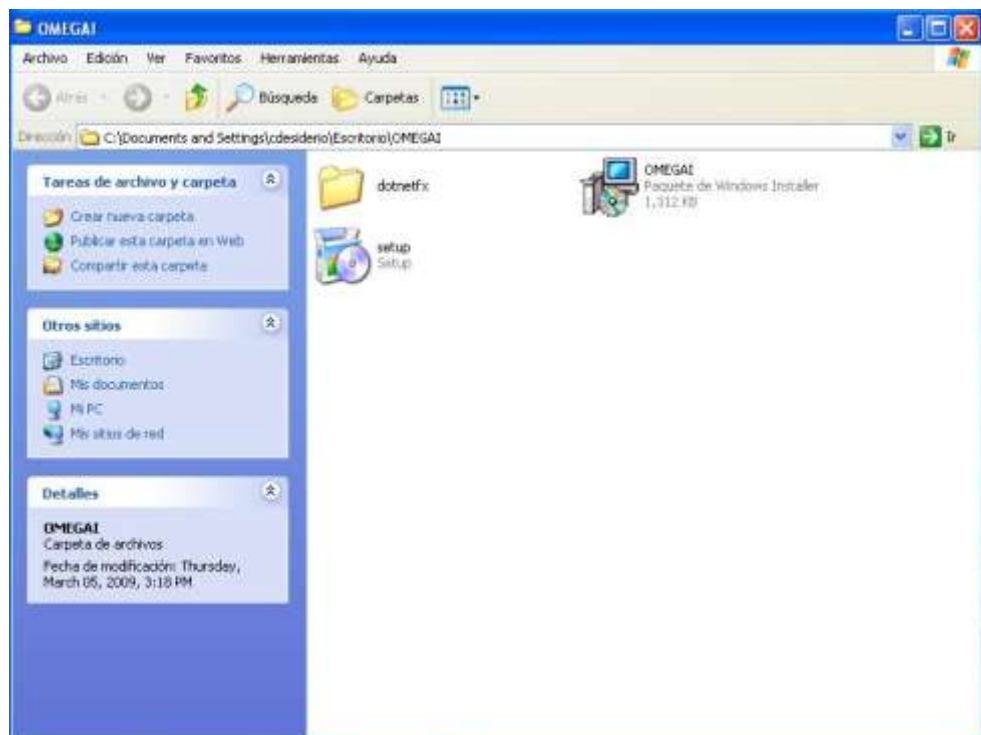 OMEGAI
Archivo Edición Ver Favoritos Herramientas Ayuda
Atrás Búsqueda Carpetas
Dirección C:\Documents and Settings\cdesiderio\Escritorio\OMEGAI Ir
Tareas de archivo y carpeta
Crear nueva carpeta
Publicar esta carpeta en Web
Compartir esta carpeta
Otros sitios
Escritorio
Mis documentos
Mi PC
Mis sitios de red
Detalles
OMEGAI
Carpeta de archivos
Fecha de modificación: Thursday,
March 05, 2009, 3:18 PM
dotnetfx
OMEGAI
Paquete de Windows Installer
1,312 KB
setup
Setup